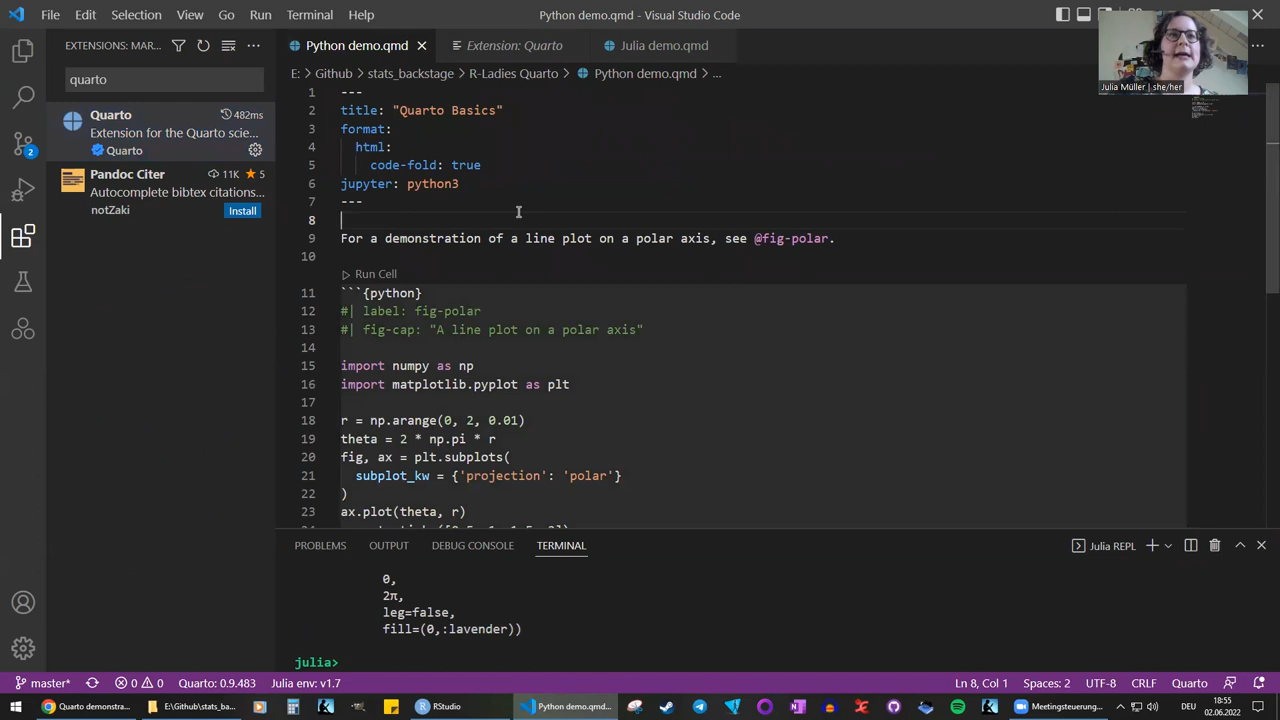 File Edit Selection View Go Run Terminal Help
Python demo.qmd - Visual Studio Code
EXTENSIONS: MAR...
quarto
Quarto 482ms
Extension for the Quarto scie...
Quarto
Pandoc Citer 11K 5
Autocomplete bibtex citations...
notZaki Install
Python demo.qmd Extension: Quarto Julia demo.qmd
E: > Github > stats_backstage > R-Ladies Quarto > Python demo.qmd > ...
1 ---
2 title: "Quarto Basics"
3 format:
4 html:
5 code-fold: true
6 jupyter: python3
7 ---
8
9 For a demonstration of a line plot on a polar axis, see @fig-polar.
10
Run Cell
11 ```{python}
12 #| label: fig-polar
13 #| fig-cap: "A line plot on a polar axis"
14
15 import numpy as np
16 import matplotlib.pyplot as plt
17
18 r = np.arange(0, 2, 0.01)
19 theta = 2 * np.pi * r
20 fig, ax = plt.subplots(
21 subplot_kw = {'projection': 'polar'}
22 )
23 ax.plot(theta, r)
Julia Müller | she/her
PROBLEMS OUTPUT DEBUG CONSOLE TERMINAL
Julia REPL
0,
2π,
leg=false,
fill=(0,:lavender))
julia>
2
master* 0 0 Quarto: 0.9.483 Julia env: v1.7
Ln 8, Col 1 Spaces: 2 UTF-8 CRLF Quarto
Quarto demonstra... E:\Github\stats_ba... RStudio Python demo.qmd... Meetingsteuerung...
DEU
18:55
02.06.2022